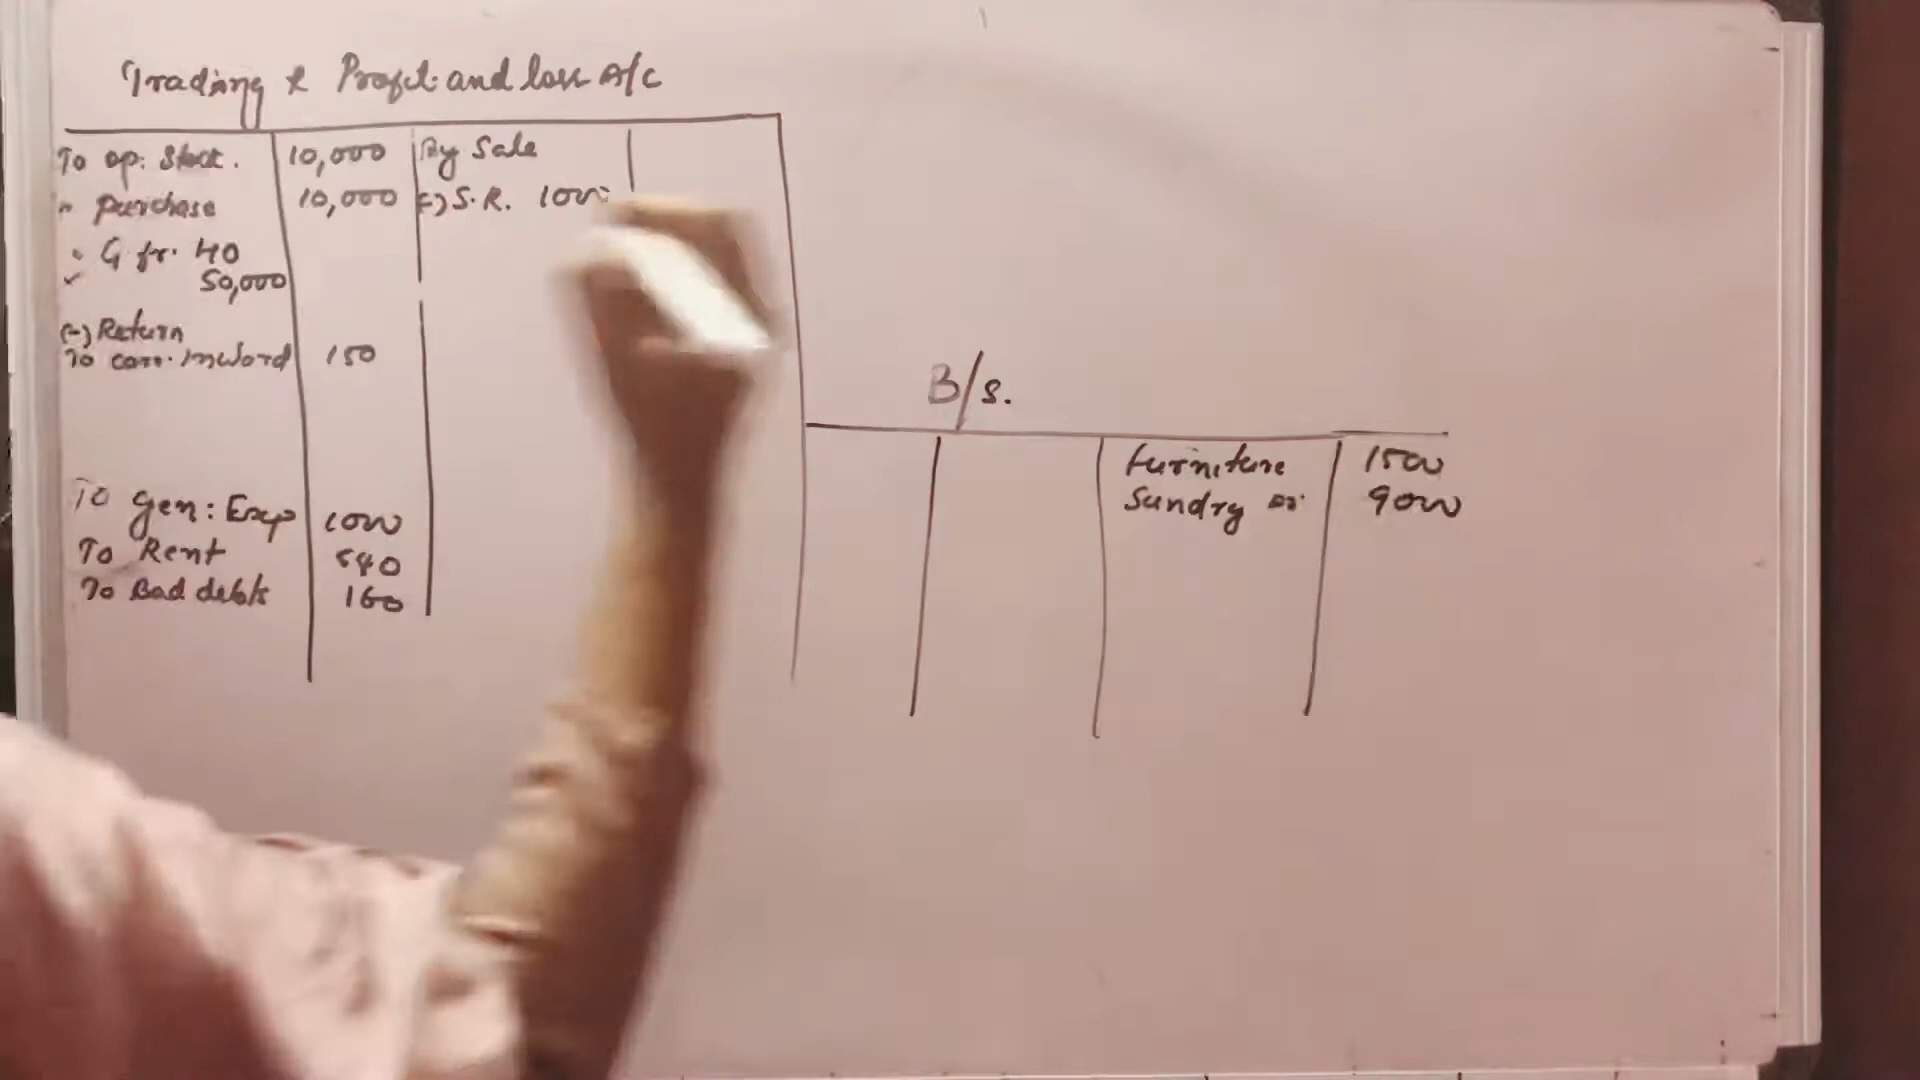 Trading & Profit and loss A/c
To op: Stock. 10,000 By Sale
" purchase 10,000 (-) S.R. 1000
" G fr. 40
50,000
(-) Return
To carr. Inword 150
To Gen: Exp 1000
To Rent 540
To Bad debts 160
B/S.
Furniture 1500
Sundry Dr. 9000